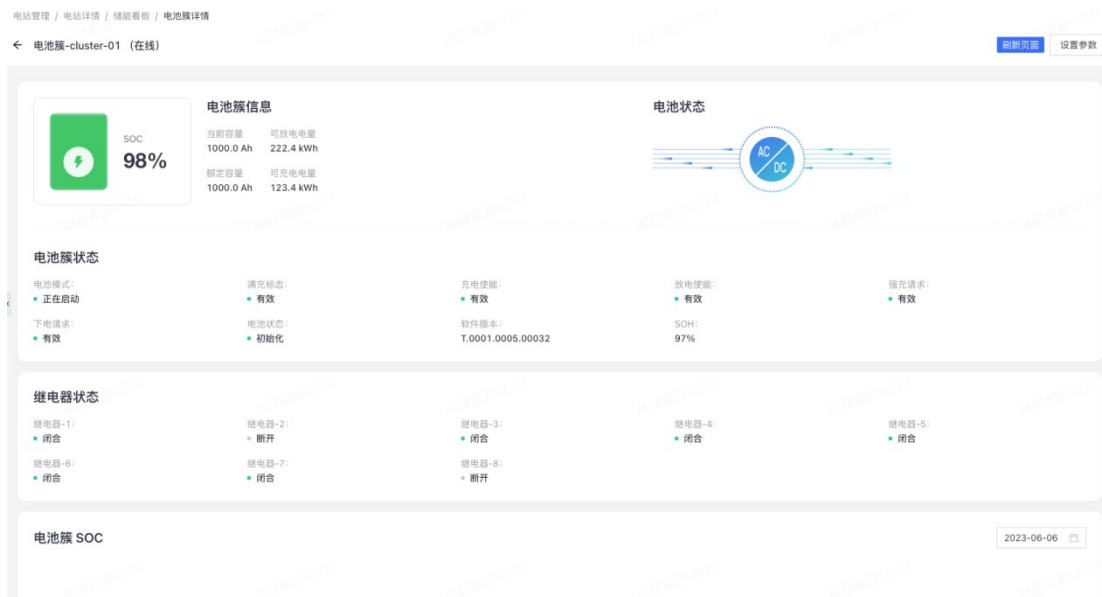 电站管理 / 电站详情 / 储能看板 / 电池簇详情
← 电池簇-cluster-01 (在线)
刷新页面 设置参数
SOC
98%
电池簇信息
当前容量 可放电电量
1000.0 Ah 222.4 kWh
额定容量 可充电电量
1000.0 Ah 123.4 kWh
电池状态
AC
DC
电池簇状态
电池模式: 满充标志: 充电使能: 放电使能: 强充请求:
正在启动 有效 有效 有效 有效
下电请求: 电池状态: 软件版本: SOH:
有效 初始化 T.0001.0005.00032 97%
继电器状态
继电器-1: 继电器-2: 继电器-3: 继电器-4: 继电器-5:
闭合 断开 闭合 闭合 闭合
继电器-6: 继电器-7: 继电器-8:
闭合 闭合 断开
电池簇 SOC
2023-06-06